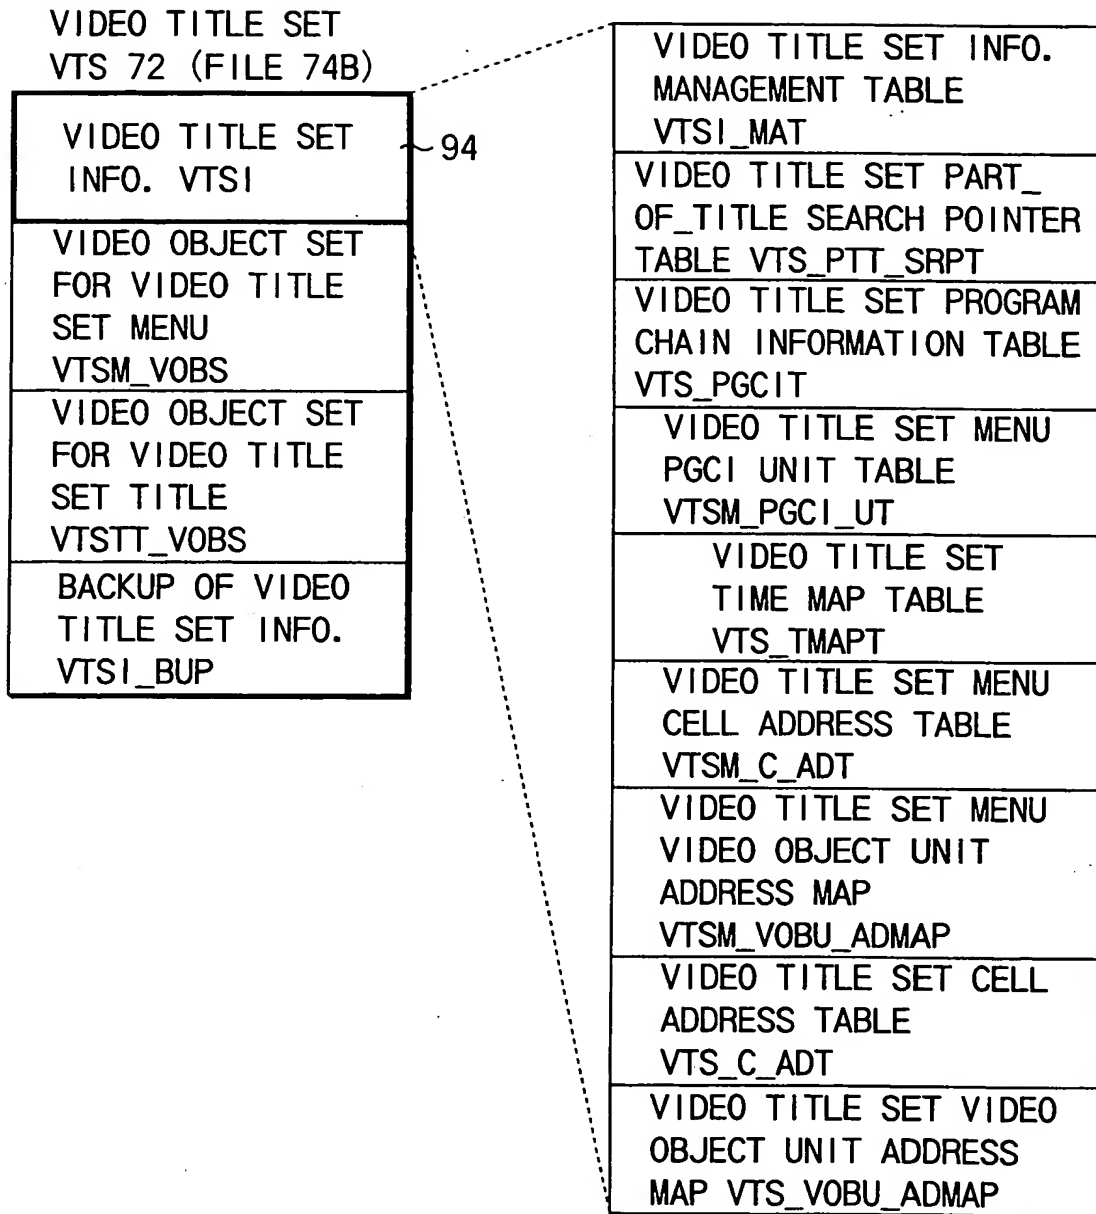 VIDEO TITLE SET
VTS 72 (FILE 74B)
VIDEO TITLE SET
INFO. VTSI
94
VIDEO OBJECT SET
FOR VIDEO TITLE
SET MENU
VTSM_VOBS
VIDEO OBJECT SET
FOR VIDEO TITLE
SET TITLE
VTSTT_VOBS
BACKUP OF VIDEO
TITLE SET INFO.
VTSI_BUP
VIDEO TITLE SET INFO.
MANAGEMENT TABLE
VTSI_MAT
VIDEO TITLE SET PART_
OF_TITLE SEARCH POINTER
TABLE VTS_PTT_SRPT
VIDEO TITLE SET PROGRAM
CHAIN INFORMATION TABLE
VTS_PGCIT
VIDEO TITLE SET MENU
PGCI UNIT TABLE
VTSM_PGCI_UT
VIDEO TITLE SET
TIME MAP TABLE
VTS_TMAPT
VIDEO TITLE SET MENU
CELL ADDRESS TABLE
VTSM_C_ADT
VIDEO TITLE SET MENU
VIDEO OBJECT UNIT
ADDRESS MAP
VTSM_VOBU_ADMAP
VIDEO TITLE SET CELL
ADDRESS TABLE
VTS_C_ADT
VIDEO TITLE SET VIDEO
OBJECT UNIT ADDRESS
MAP VTS_VOBU_ADMAP